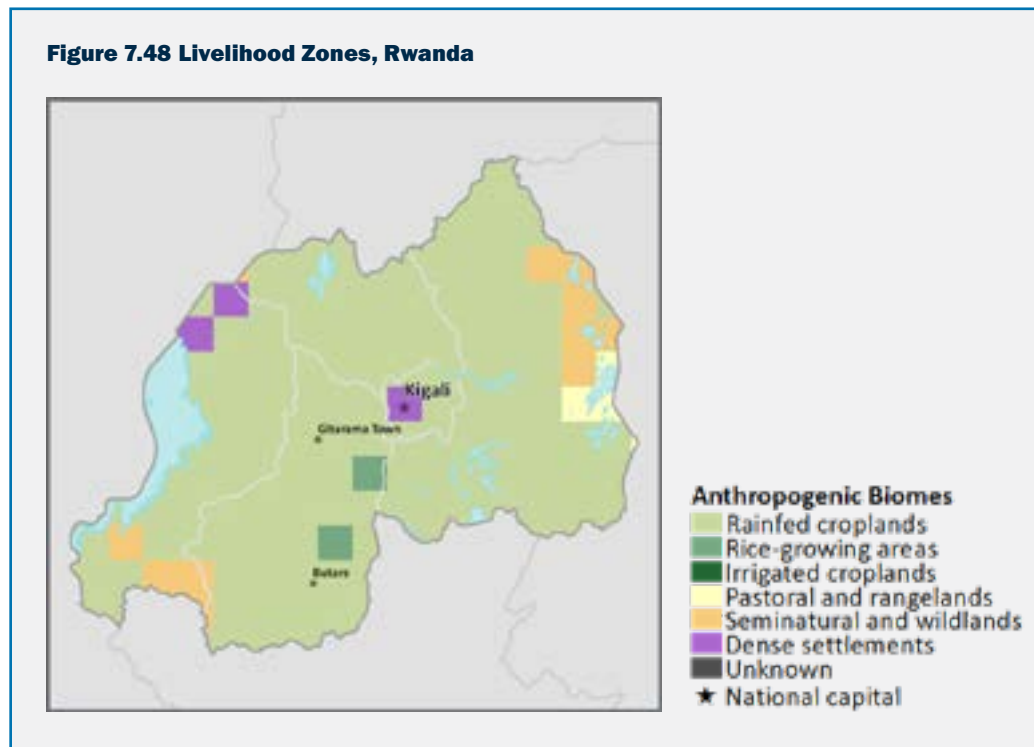 Figure 7.48 Livelihood Zones, Rwanda
Kigali
Gitarama Town
Butare
Anthropogenic Biomes
Rainfed croplands
Rice-growing areas
Irrigated croplands
Pastoral and rangelands
Seminatural and wildlands
Dense settlements
Unknown
National capital